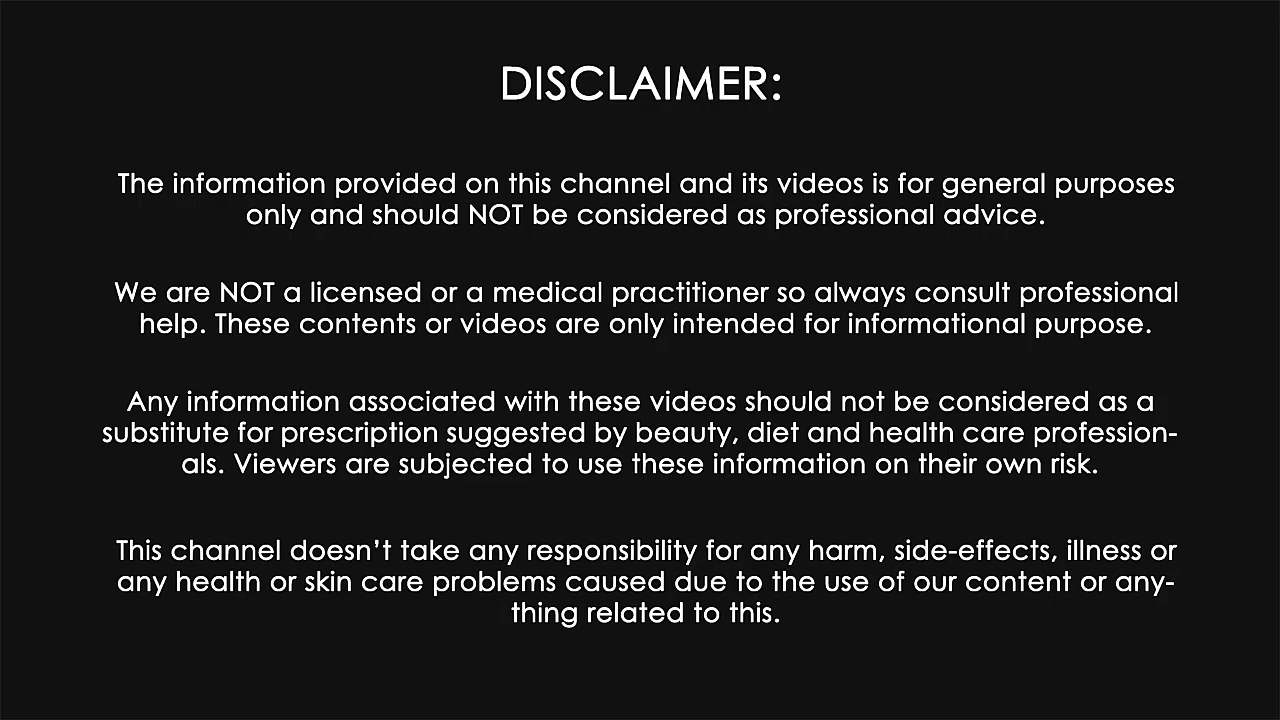 DISCLAIMER:
The information provided on this channel and its videos is for general purposes
only and should NOT be considered as professional advice.
We are NOT a licensed or a medical practitioner so always consult professional
help. These contents or videos are only intended for informational purpose.
Any information associated with these videos should not be considered as a
substitute for prescription suggested by beauty, diet and health care profession-
als. Viewers are subjected to use these information on their own risk.
This channel doesn’t take any responsibility for any harm, side-effects, illness or
any health or skin care problems caused due to the use of our content or any-
thing related to this.